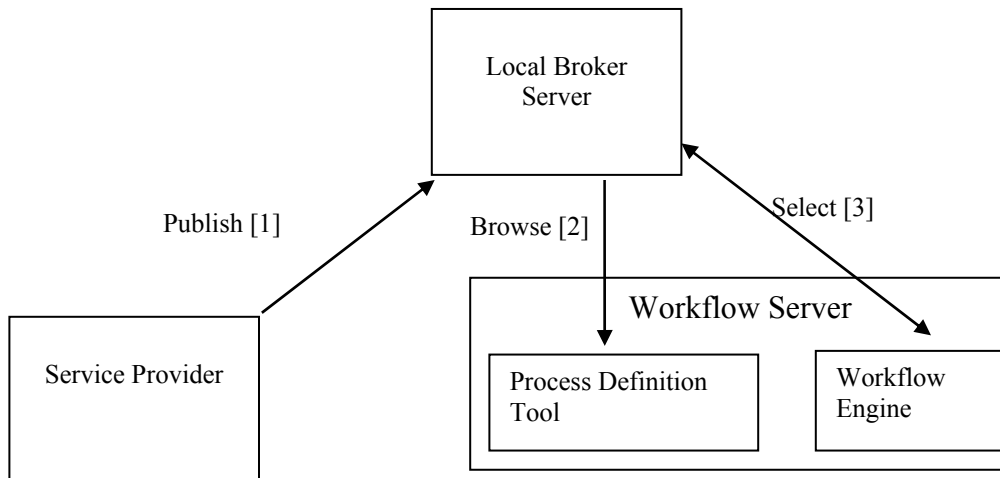 Local Broker
Server
Publish [1]
Browse [2]
Select [3]
Workflow Server
Service Provider
Process Definition
Tool
Workflow
Engine